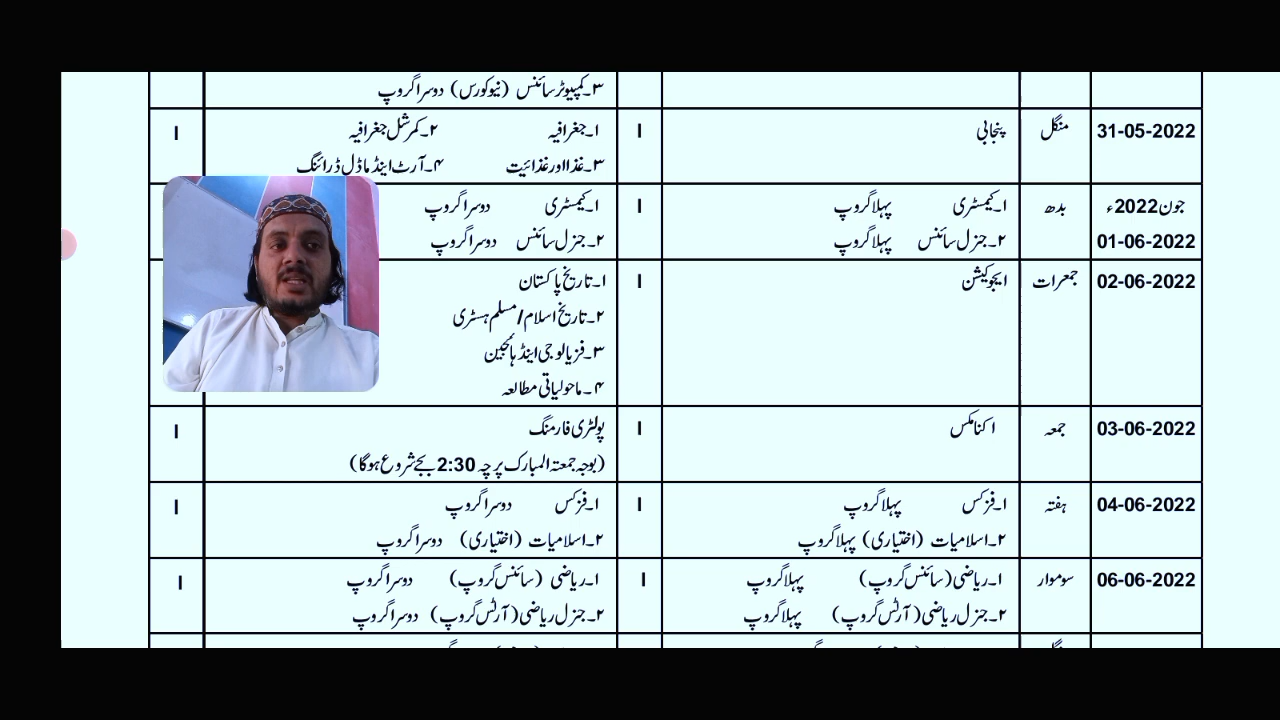 ۳۔کمپیوٹر سائنس (نیو کورس) دوسرا گروپ
31-05-2022 منگل پنجابی ا ۱۔جغرافیہ ۲۔کمرشل جغرافیہ ا
۳۔غذا اور غذائیت ۴۔آرٹ اینڈ ماڈل ڈرائنگ
جون2022ء بدھ ۱۔کیمسٹری پہلا گروپ ا ۱۔کیمسٹری دوسرا گروپ
01-06-2022 ۲۔جنرل سائنس پہلا گروپ ۲۔جنرل سائنس دوسرا گروپ
02-06-2022 جمعرات ایجوکیشن ا ۱۔تاریخ پاکستان
۲۔تاریخ اسلام/مسلم ہسٹری
۳۔فزیالوجی اینڈ ہائجین
۴۔ماحولیاتی مطالعہ
03-06-2022 جمعہ اکنامکس ا پولٹری فارمنگ ا
(بوجہ جمعتہ المبارک پرچہ 2:30 بجے شروع ہوگا)
04-06-2022 ہفتہ ۱۔فزکس پہلا گروپ ا ۱۔فزکس دوسرا گروپ ا
۲۔اسلامیات (اختیاری) پہلا گروپ ۲۔اسلامیات (اختیاری) دوسرا گروپ
06-06-2022 سوموار ۱۔ریاضی(سائنس گروپ) پہلا گروپ ا ۱۔ریاضی (سائنس گروپ) دوسرا گروپ ا
۲۔جنرل ریاضی(آرٹس گروپ) پہلا گروپ ۲۔جنرل ریاضی(آرٹس گروپ) دوسرا گروپ